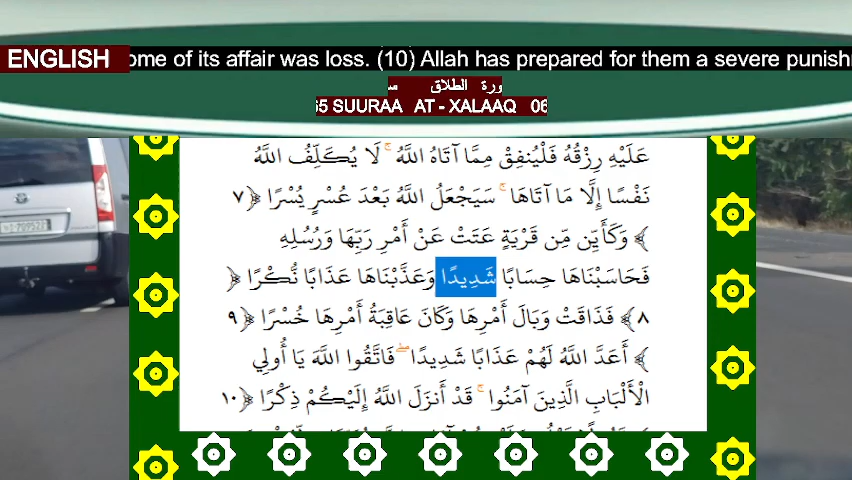 ENGLISH ome of its affair was loss. (10) Allah has prepared for them a severe punish
ورة الطلاق سـ
65 SUURAA AT - XALAAQ 06
عَلَيْهِ رِزْقُهُ فَلْيُنفِقْ مِمَّا آتَاهُ اللَّهُ ۚ لَا يُكَلِّفُ اللَّهُ
نَفْسًا إِلَّا مَا آتَاهَا ۚ سَيَجْعَلُ اللَّهُ بَعْدَ عُسْرٍ يُسْرًا ﴿٧
﴾ وَكَأَيِّن مِّن قَرْيَةٍ عَتَتْ عَنْ أَمْرِ رَبِّهَا وَرُسُلِهِ
فَحَاسَبْنَاهَا حِسَابًا شَدِيدًا وَعَذَّبْنَاهَا عَذَابًا نُّكْرًا ﴿
٨﴾ فَذَاقَتْ وَبَالَ أَمْرِهَا وَكَانَ عَاقِبَةُ أَمْرِهَا خُسْرًا ﴿٩
﴾ أَعَدَّ اللَّهُ لَهُمْ عَذَابًا شَدِيدًا ۖ فَاتَّقُوا اللَّهَ يَا أُولِي
الْأَلْبَابِ الَّذِينَ آمَنُوا ۚ قَدْ أَنزَلَ اللَّهُ إِلَيْكُمْ ذِكْرًا ﴿١٠